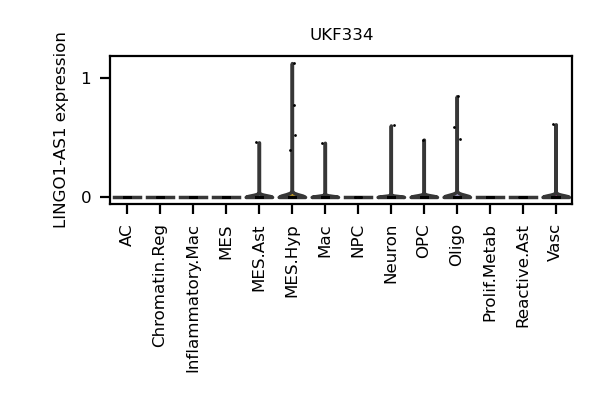 UKF334
LINGO1-AS1 expression
1
0
AC
Chromatin.Reg
Inflammatory.Mac
MES
MES.Ast
MES.Hyp
Mac
NPC
Neuron
OPC
Oligo
Prolif.Metab
Reactive.Ast
Vasc